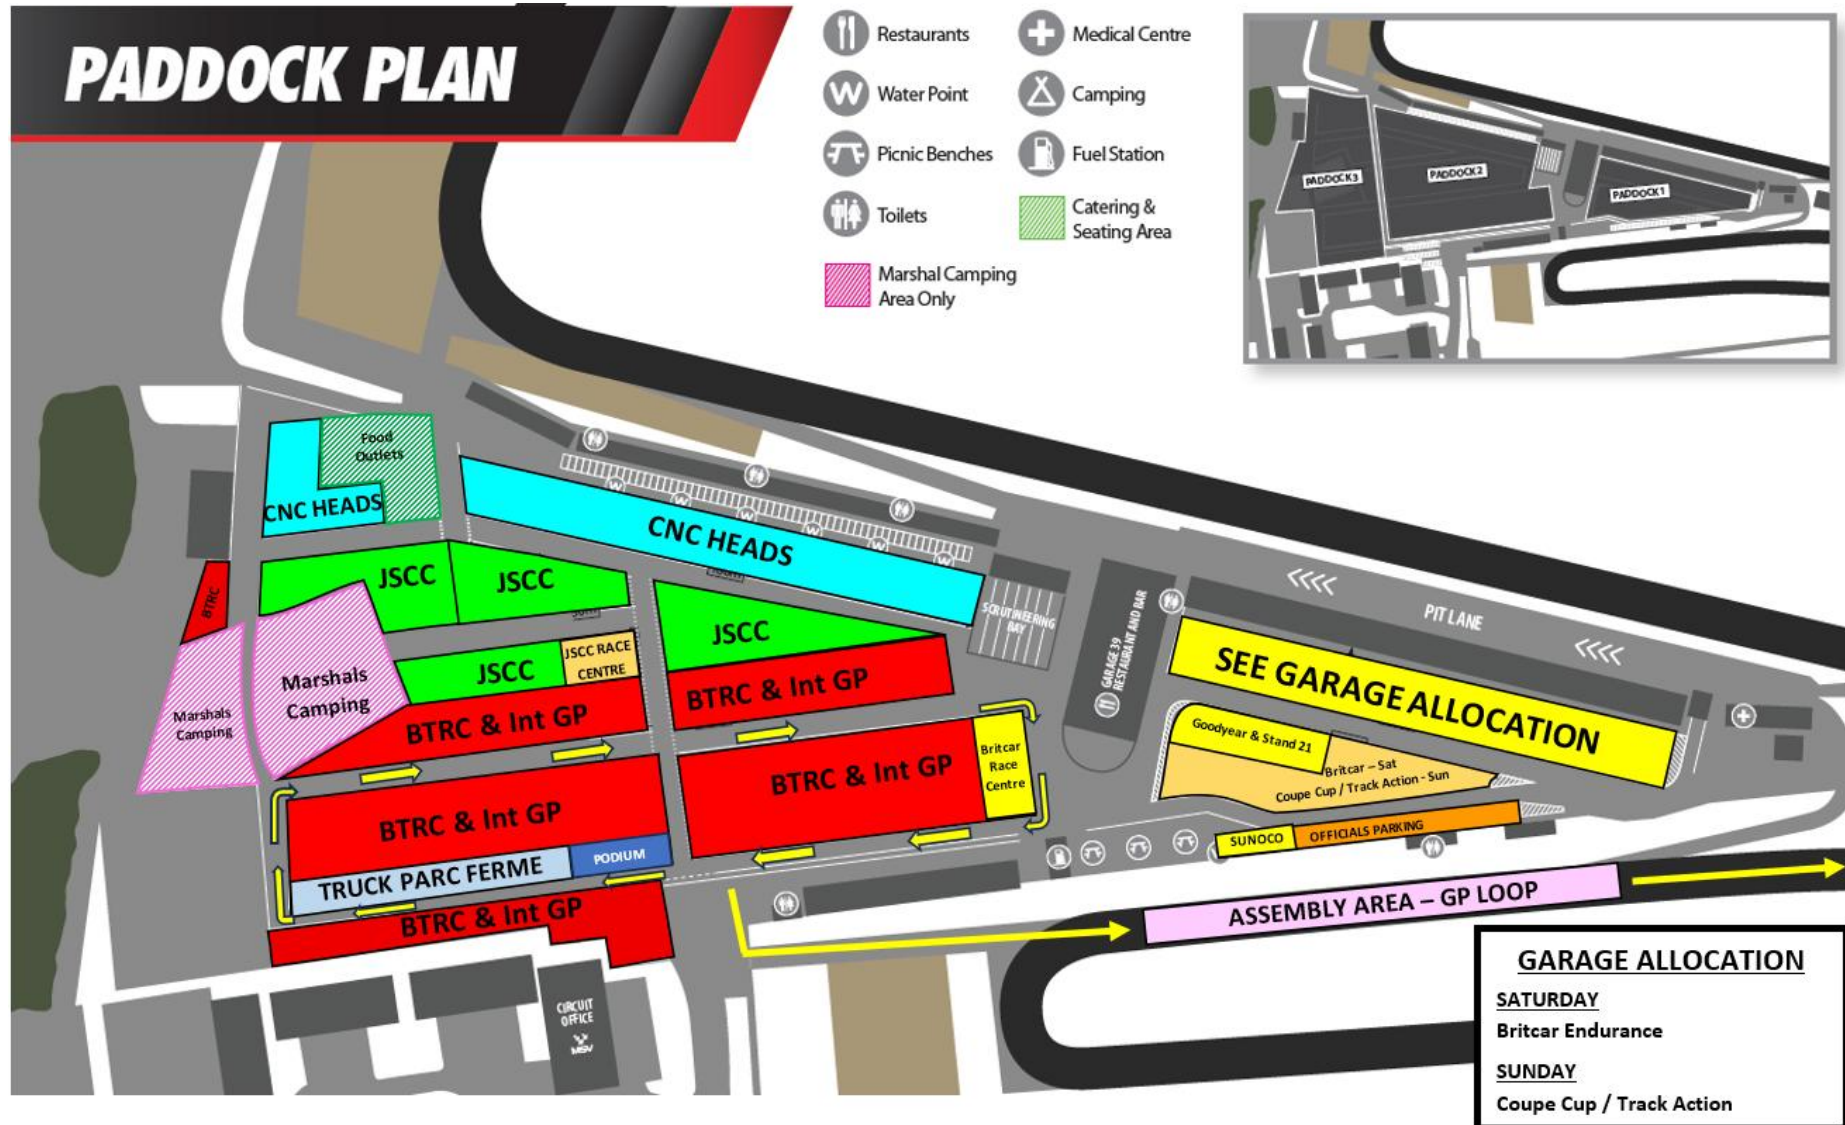 PADDOCK PLAN
Restaurants
Medical Centre
Water Point
Camping
Picnic Benches
Fuel Station
Toilets
Catering &
Seating Area
Marshal Camping
Area Only
PADDOCK 3
PADDOCK 2
PADDOCK 1
Food
Outlets
CNC HEADS
CNC HEADS
W
W
W
W
W
W
JSCC
JSCC
JSCC
JSCC
JSCC RACE
CENTRE
BTRC
Marshals
Camping
Marshals
Camping
SCRUTINEERING
BAY
GARAGE 39
RESTAURANT AND BAR
PIT LANE
SEE GARAGE ALLOCATION
BTRC & Int GP
BTRC & Int GP
BTRC & Int GP
BTRC & Int GP
Britcar
Race
Centre
Goodyear & Stand 21
Britcar – Sat
Coupe Cup / Track Action - Sun
SUNOCO
OFFICIALS PARKING
TRUCK PARC FERME
PODIUM
BTRC & Int GP
ASSEMBLY AREA – GP LOOP
CIRCUIT
OFFICE
MSV
GARAGE ALLOCATION
SATURDAY
Britcar Endurance
SUNDAY
Coupe Cup / Track Action